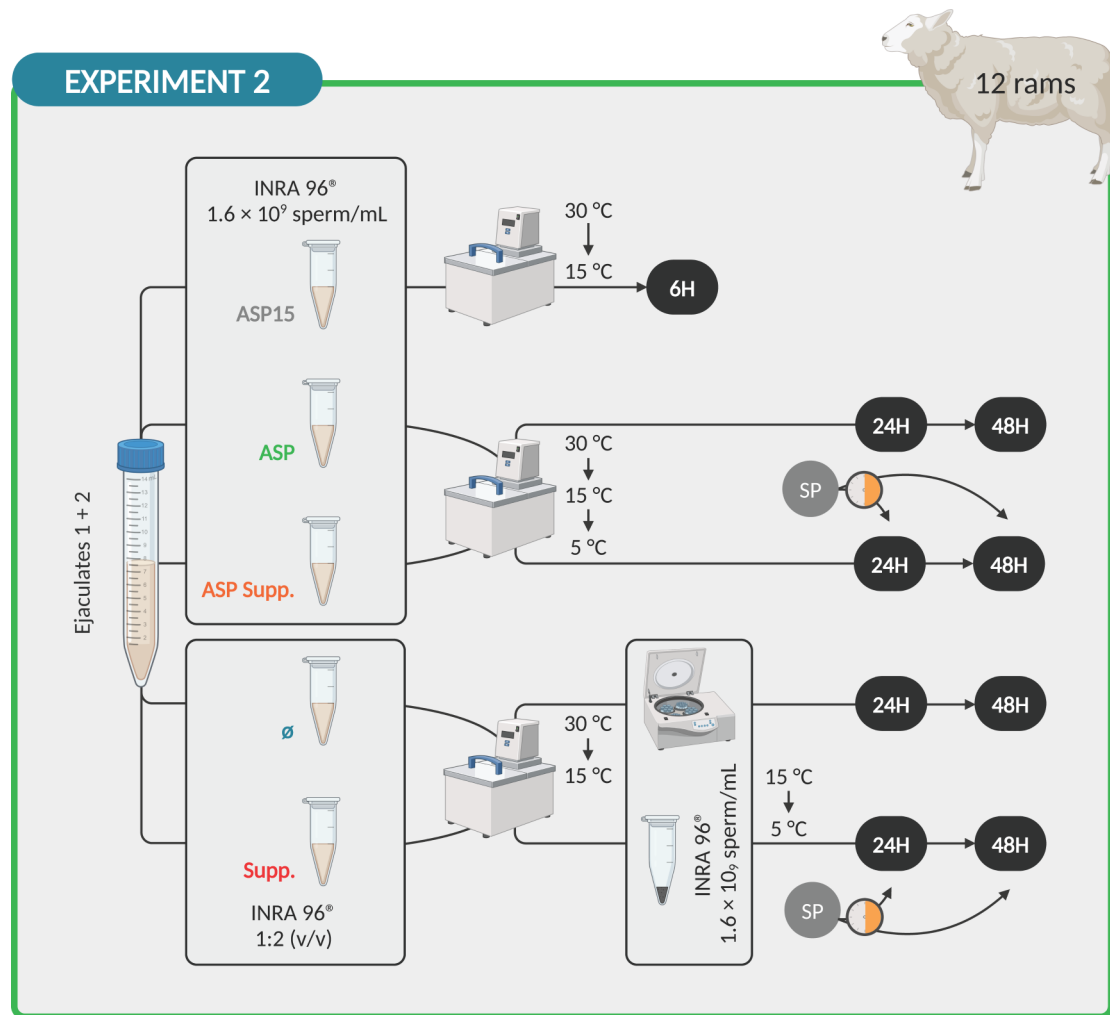 EXPERIMENT 2
12 rams
INRA 96®
1.6 × 10⁹ sperm/mL
ASP15
30 °C
15 °C
6H
ASP
ASP Supp.
30 °C
15 °C
5 °C
24H
48H
SP
24H
48H
Ejaculates 1 + 2
ø
Supp.
INRA 96®
1:2 (v/v)
30 °C
15 °C
INRA 96®
1.6 × 10₉ sperm/mL
24H
48H
15 °C
5 °C
24H
48H
SP